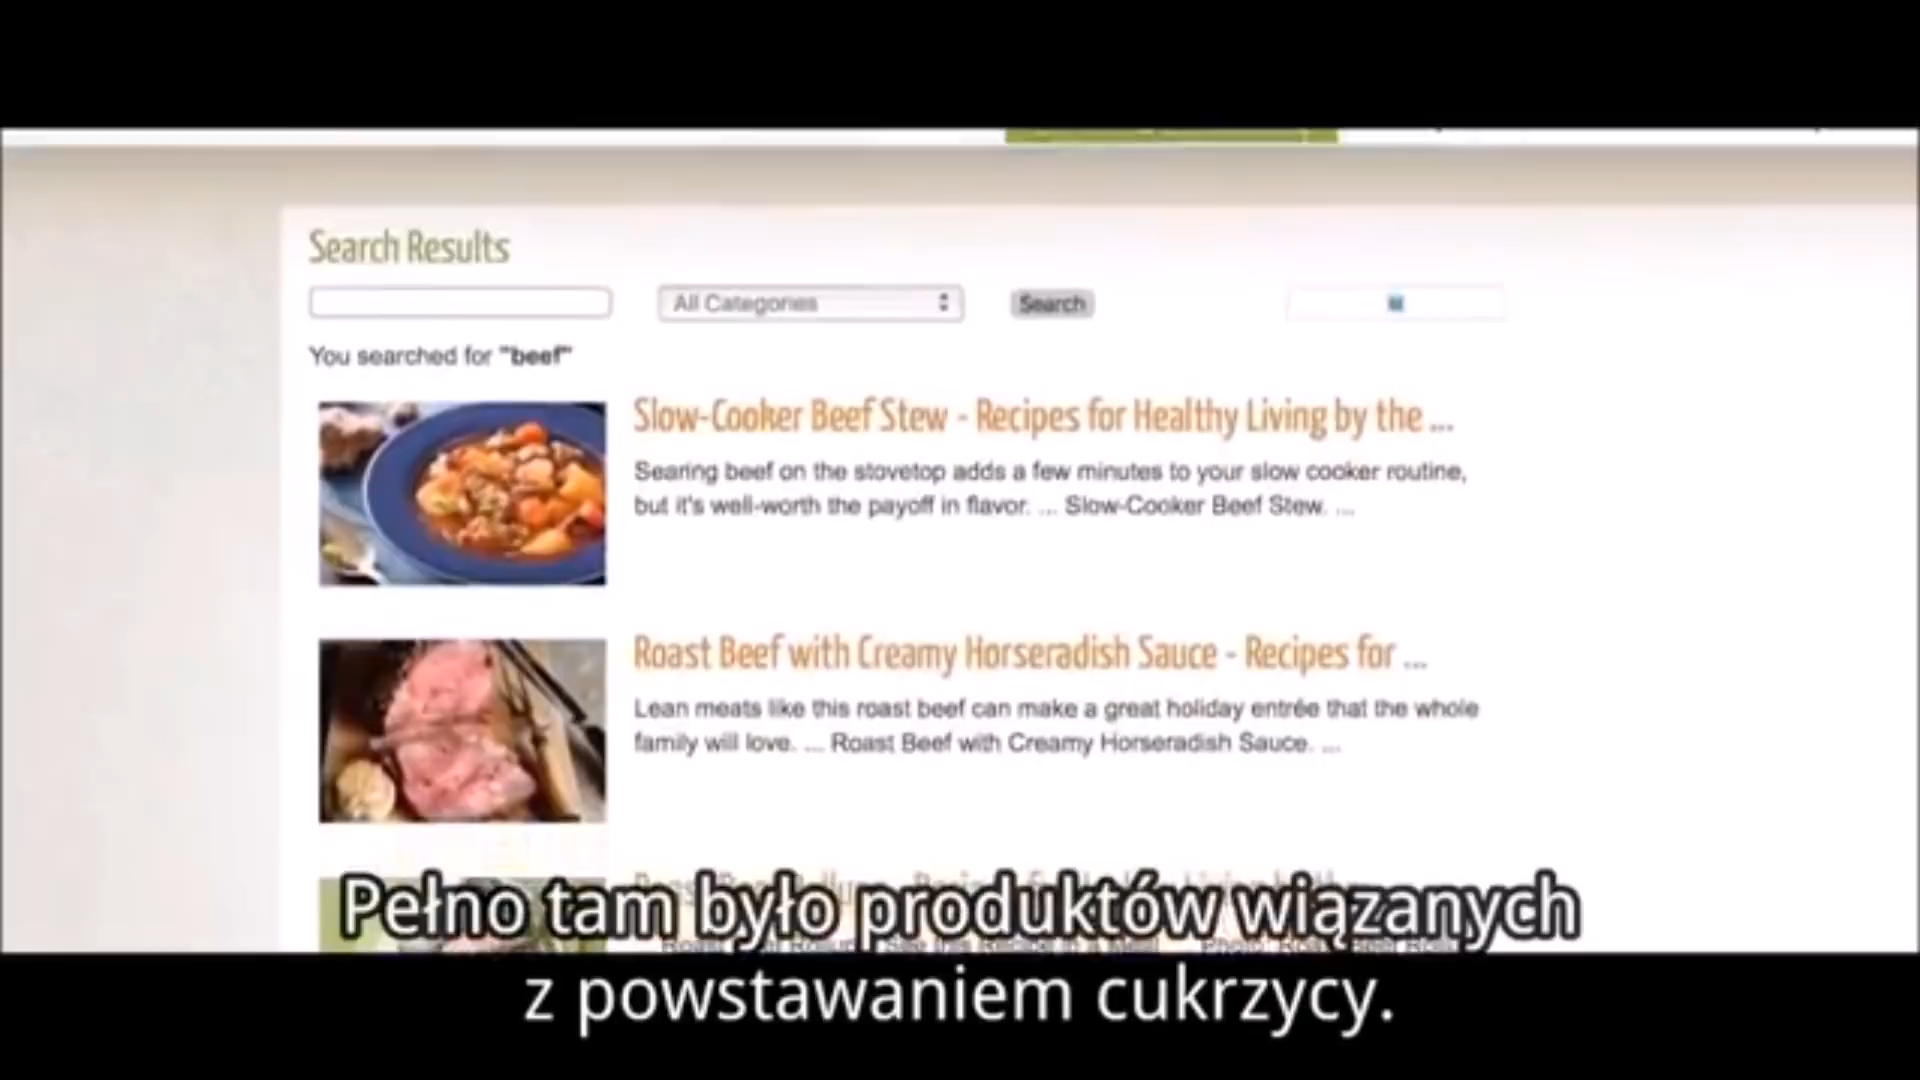 Search Results
All Categories
Search
You searched for "beef"
Slow-Cooker Beef Stew - Recipes for Healthy Living by the ...
Searing beef on the stovetop adds a few minutes to your slow cooker routine,
but it's well-worth the payoff in flavor. ... Slow-Cooker Beef Stew. ...
Roast Beef with Creamy Horseradish Sauce - Recipes for ...
Lean meats like this roast beef can make a great holiday entrée that the whole
family will love. ... Roast Beef with Creamy Horseradish Sauce. ...
Pełno tam było produktów wiązanych
z powstawaniem cukrzycy.